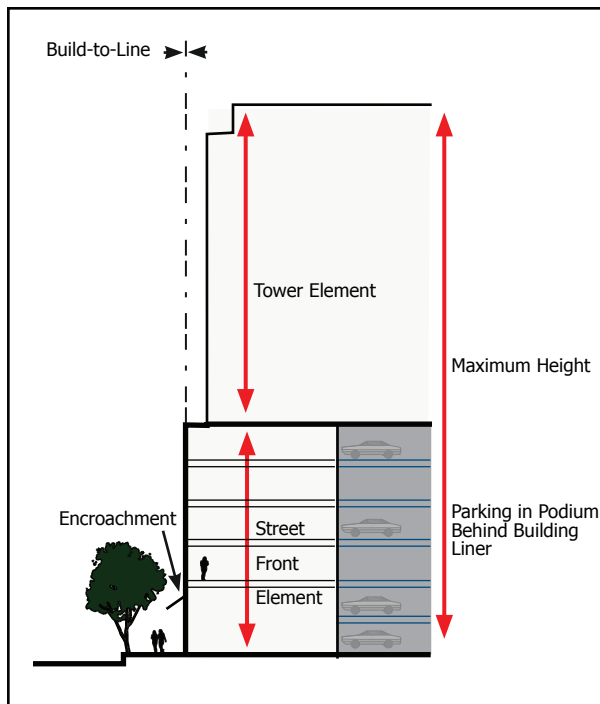 Build-to-Line
Tower Element
Maximum Height
Encroachment
Street
Front
Element
Parking in Podium
Behind Building
Liner